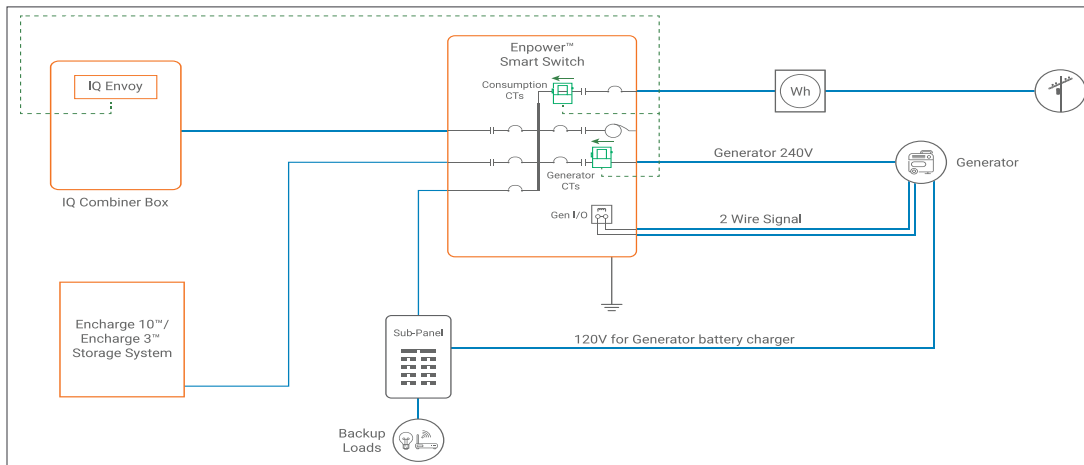 Enpower™
Smart Switch
IQ Envoy
Consumption
CTs
Wh
Generator 240V
Generator
Generator
CTs
IQ Combiner Box
Gen I/O
2 Wire Signal
Encharge 10™/
Encharge 3™
Storage System
Sub-Panel
120V for Generator battery charger
Backup
Loads